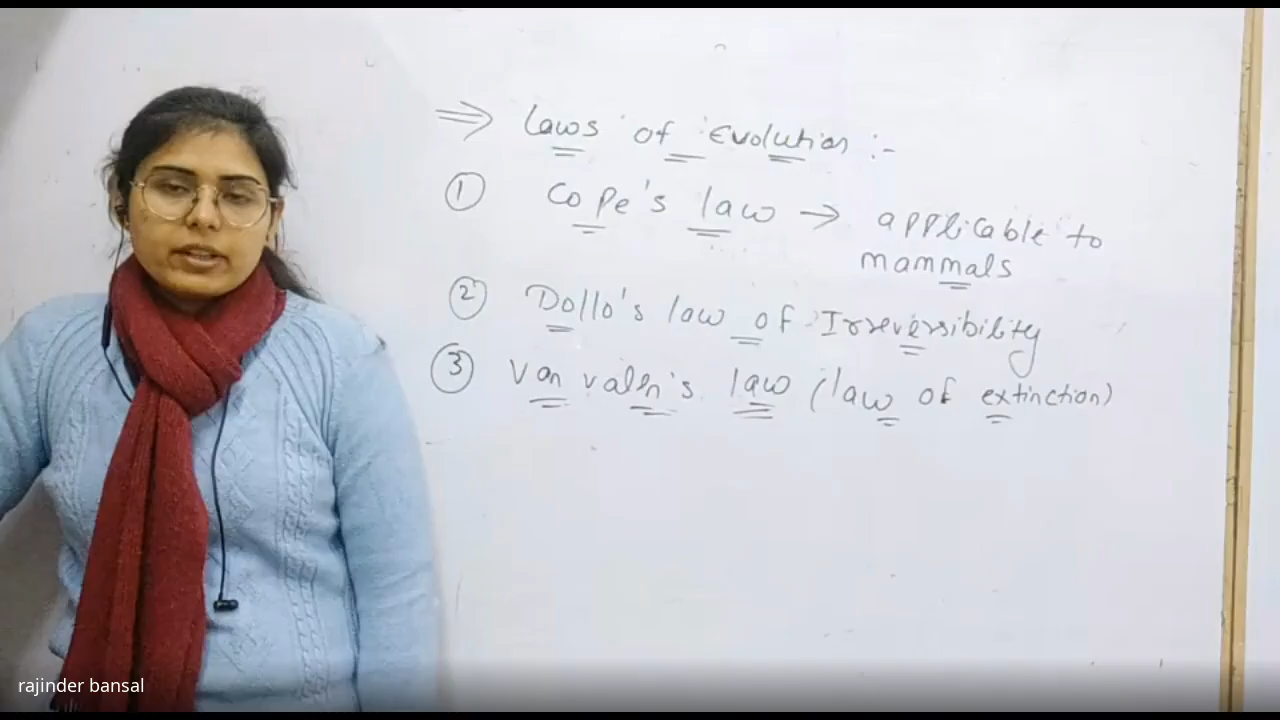 ⇒ Laws of Evolution :-
① Cope's law → applicable to
mammals
② Dollo's law of Irreversibility
③ Van valen's law (law of extinction)
rajinder bansal